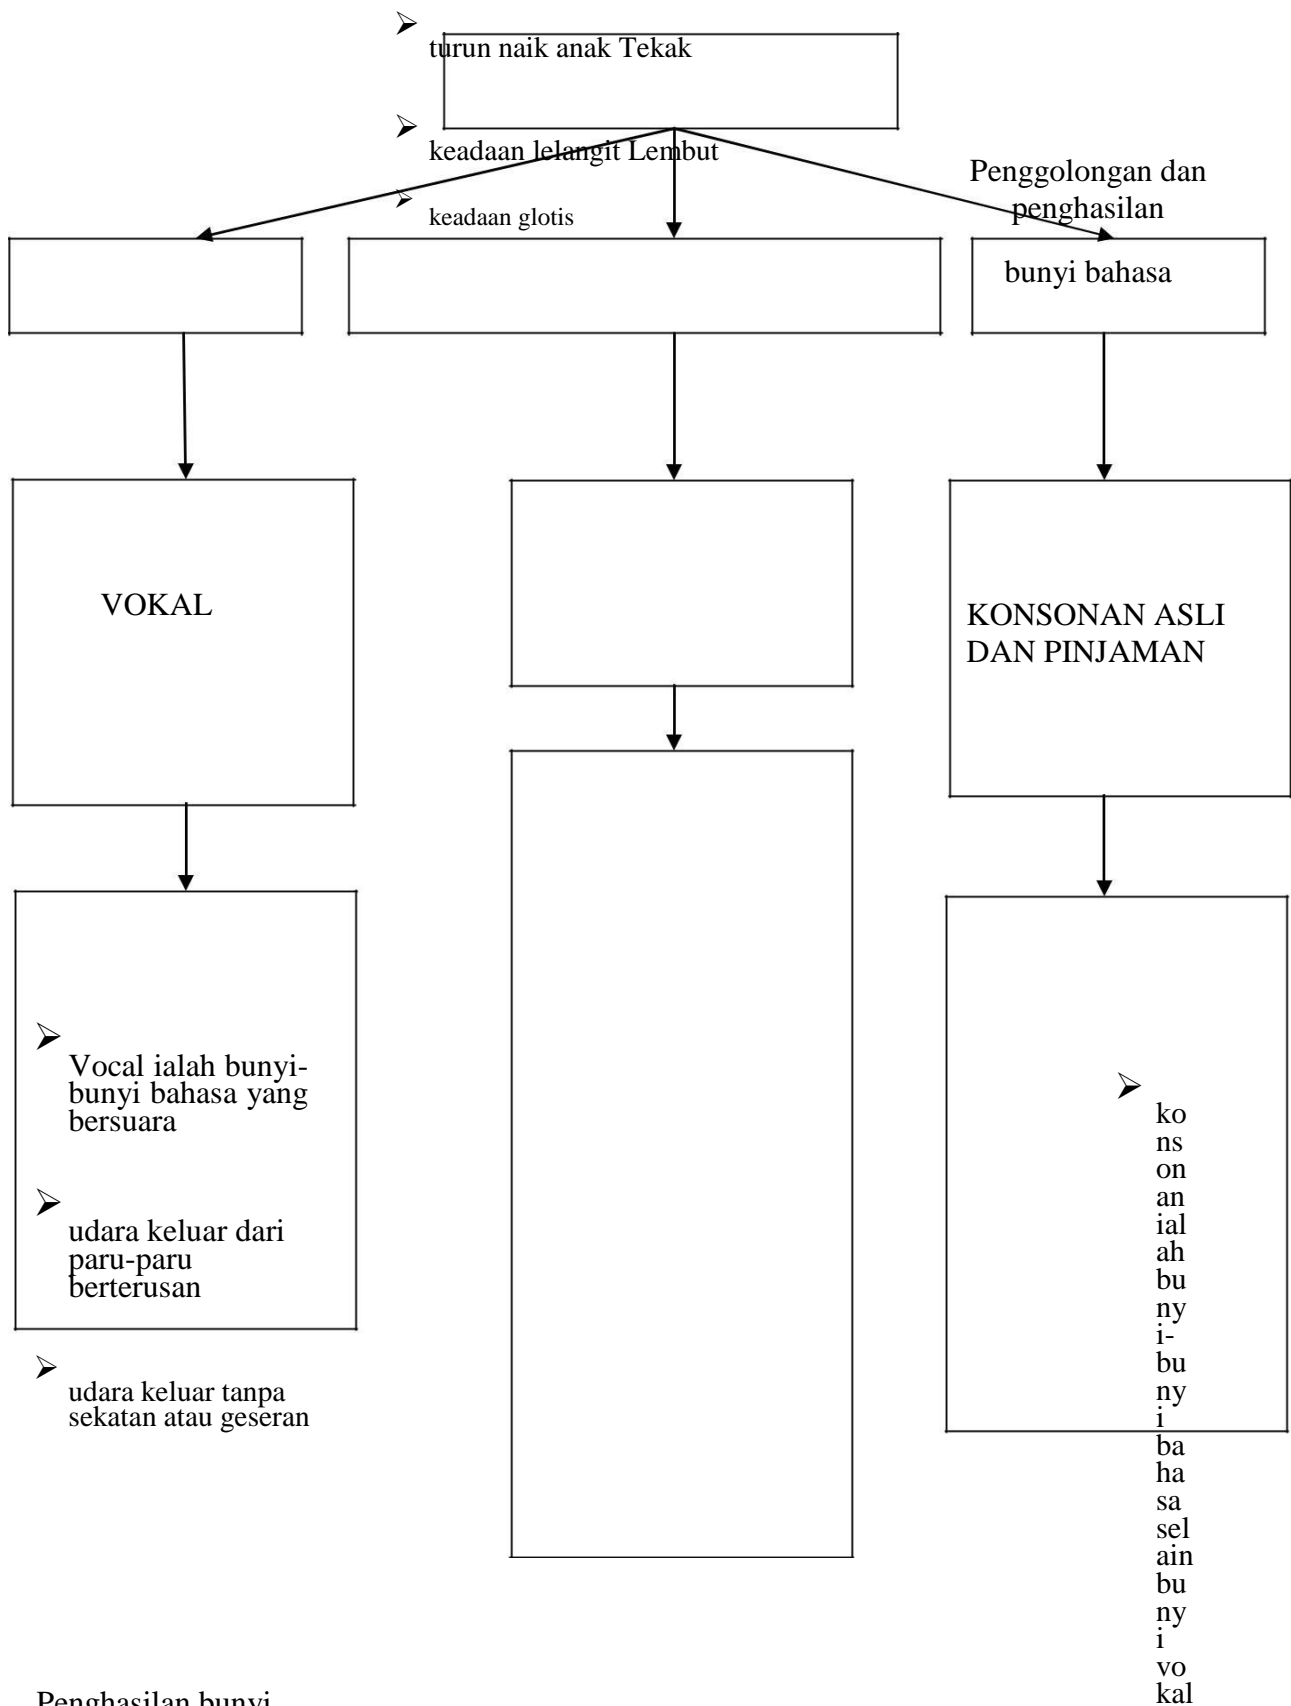 turun naik anak Tekak
keadaan lelangit Lembut
keadaan glotis
Penggolongan dan
penghasilan
bunyi bahasa
VOKAL
KONSONAN ASLI
DAN PINJAMAN
Vocal ialah bunyi-
bunyi bahasa yang
bersuara
udara keluar dari
paru-paru
berterusan
udara keluar tanpa
sekatan atau geseran
ko
ns
on
an
ial
ah
bu
ny
i-
bu
ny
i
ba
ha
sa
sel
ain
bu
ny
i
vo
kal
Penghasilan bunyi